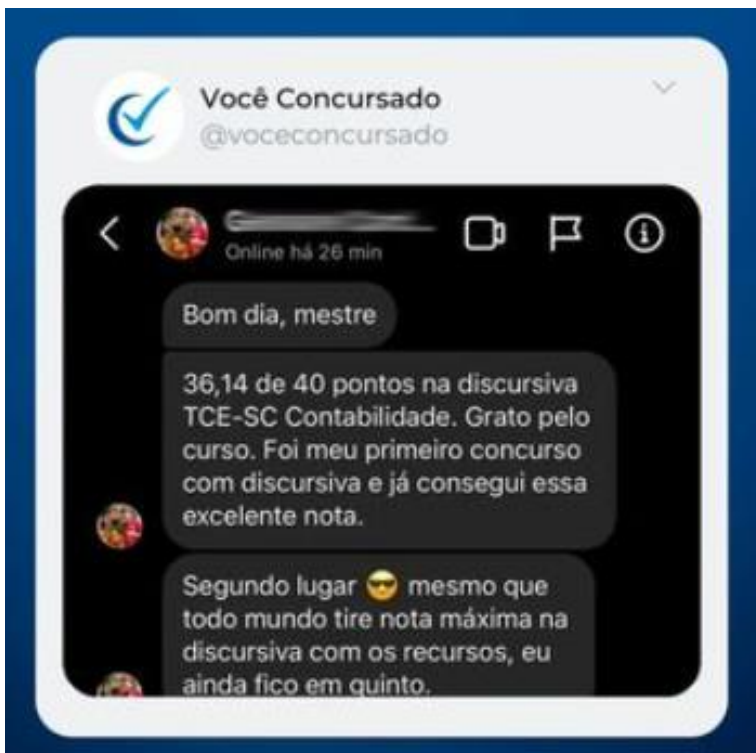 Você Concursado
@voceconcursado
Online há 26 min
Bom dia, mestre
36,14 de 40 pontos na discursiva
TCE-SC Contabilidade. Grato pelo
curso. Foi meu primeiro concurso
com discursiva e já consegui essa
excelente nota.
Segundo lugar 😎 mesmo que
todo mundo tire nota máxima na
discursiva com os recursos, eu
ainda fico em quinto.